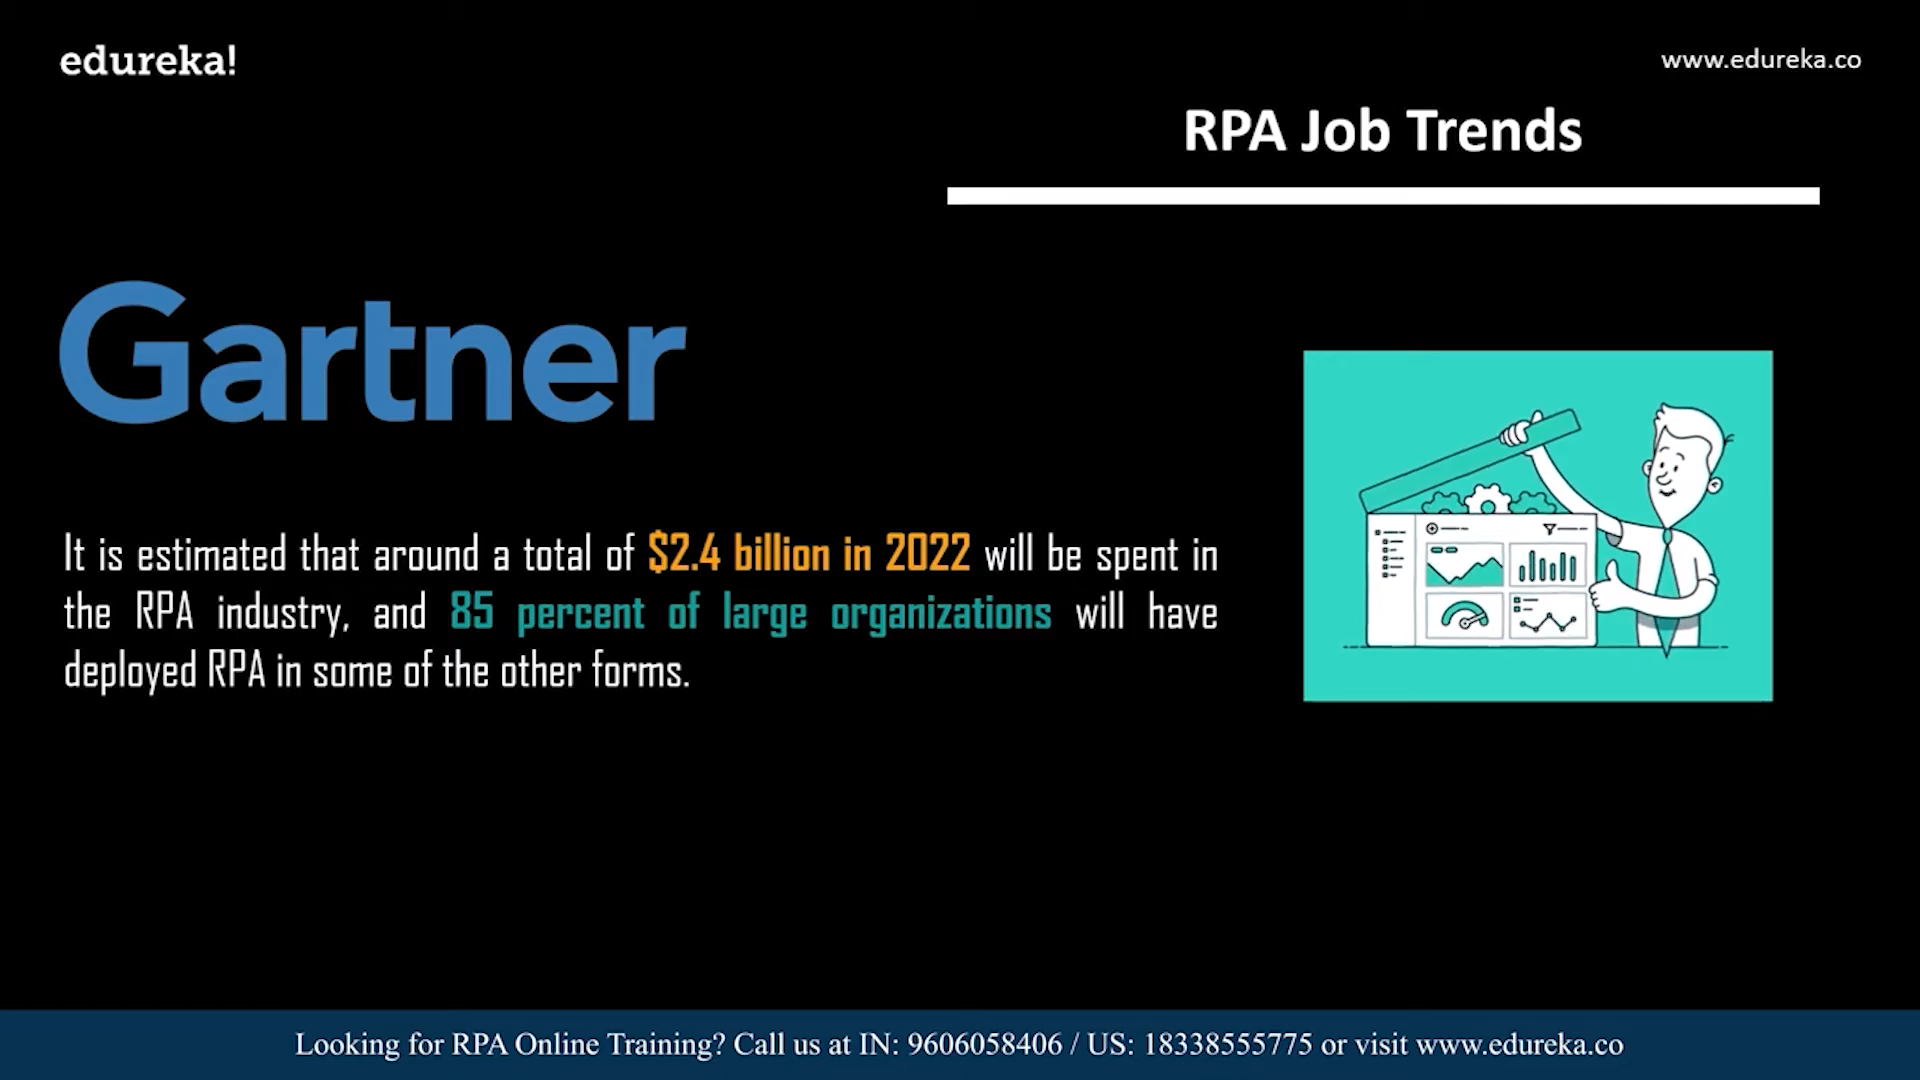 edureka!
www.edureka.co
RPA Job Trends
Gartner
It is estimated that around a total of $2.4 billion in 2022 will be spent in
the RPA industry, and 85 percent of large organizations will have
deployed RPA in some of the other forms.
Looking for RPA Online Training? Call us at IN: 9606058406 / US: 18338555775 or visit www.edureka.co